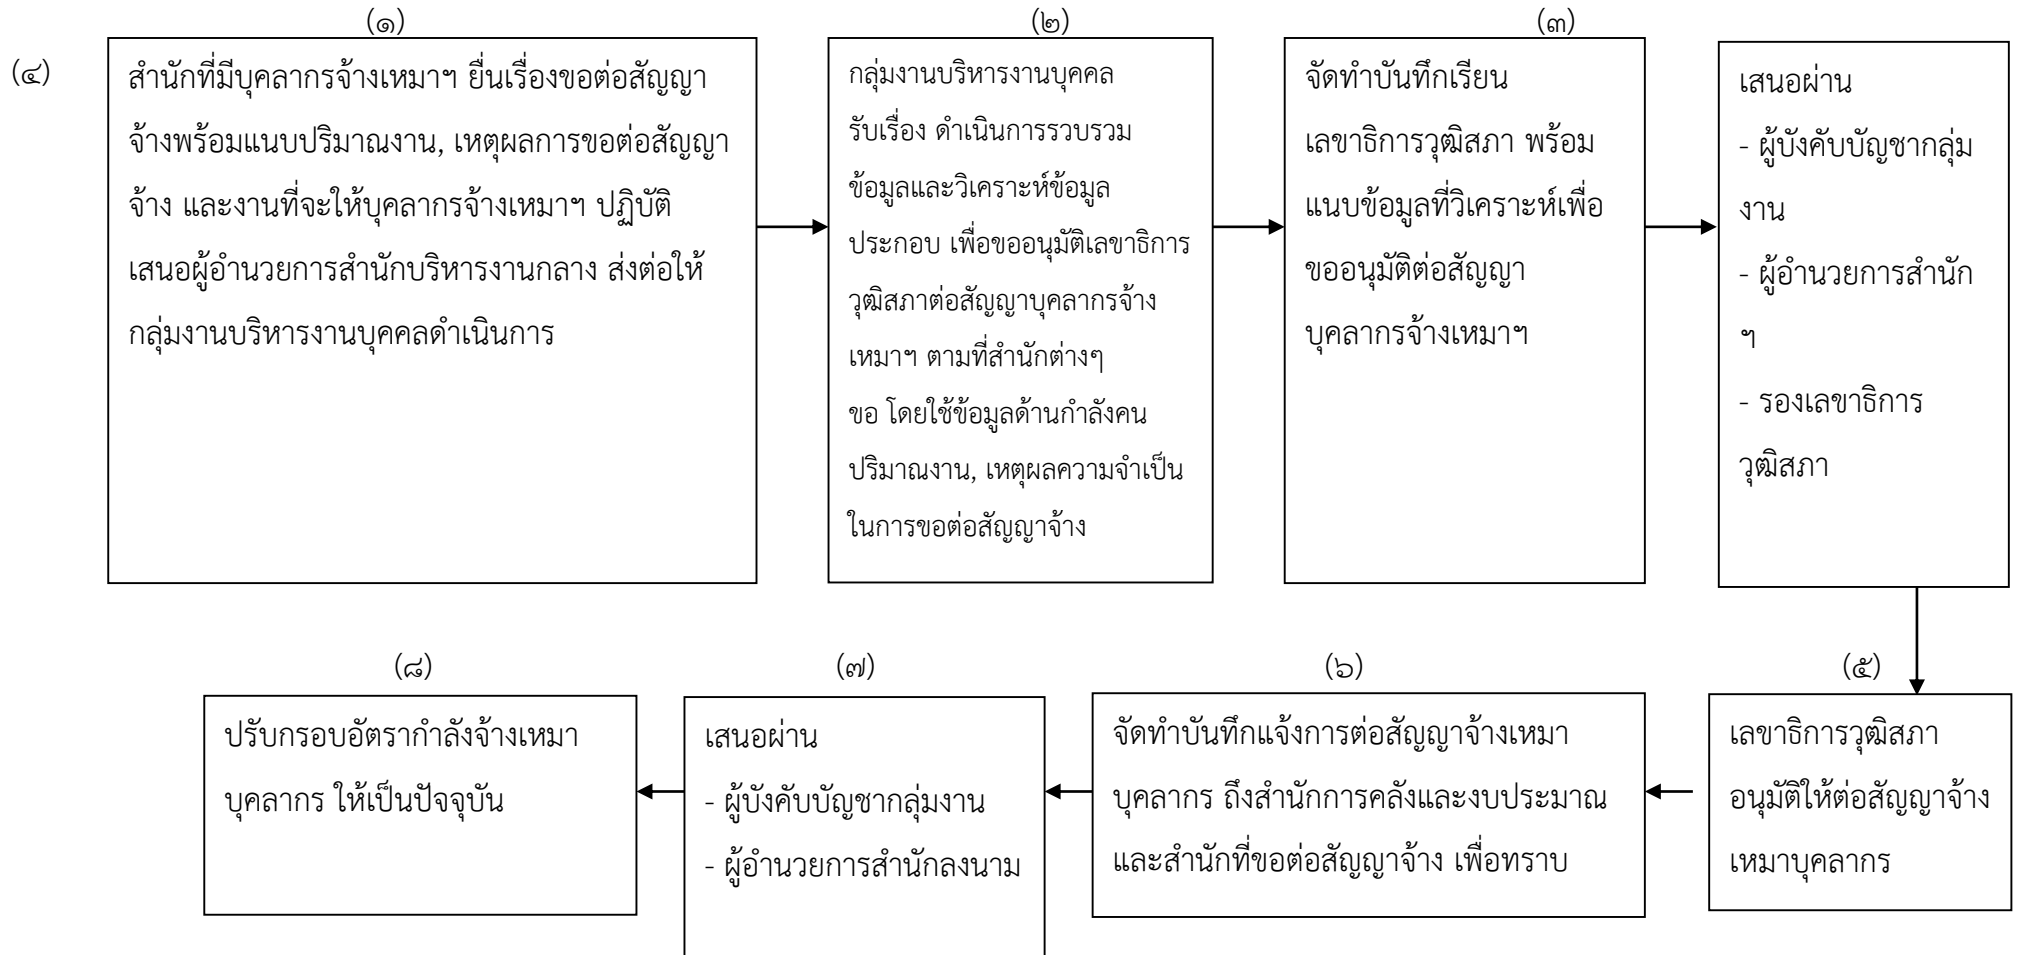 (๑)
(๒)
(๓)
(๔)
สำนักที่มีบุคลากรจ้างเหมาฯ ยื่นเรื่องขอต่อสัญญา
จ้างพร้อมแนบปริมาณงาน, เหตุผลการขอต่อสัญญา
จ้าง และงานที่จะให้บุคลากรจ้างเหมาฯ ปฏิบัติ
เสนอผู้อำนวยการสำนักบริหารงานกลาง ส่งต่อให้
กลุ่มงานบริหารงานบุคคลดำเนินการ
กลุ่มงานบริหารงานบุคคล
รับเรื่อง ดำเนินการรวบรวม
ข้อมูลและวิเคราะห์ข้อมูล
ประกอบ เพื่อขออนุมัติเลขาธิการ
วุฒิสภาต่อสัญญาบุคลากรจ้าง
เหมาฯ ตามที่สำนักต่างๆ
ขอ โดยใช้ข้อมูลด้านกำลังคน
ปริมาณงาน, เหตุผลความจำเป็น
ในการขอต่อสัญญาจ้าง
จัดทำบันทึกเรียน
เลขาธิการวุฒิสภา พร้อม
แนบข้อมูลที่วิเคราะห์เพื่อ
ขออนุมัติต่อสัญญา
บุคลากรจ้างเหมาฯ
เสนอผ่าน
- ผู้บังคับบัญชากลุ่ม
งาน
- ผู้อำนวยการสำนัก
ฯ
- รองเลขาธิการ
วุฒิสภา
(๕)
เลขาธิการวุฒิสภา
อนุมัติให้ต่อสัญญาจ้าง
เหมาบุคลากร
(๖)
จัดทำบันทึกแจ้งการต่อสัญญาจ้างเหมา
บุคลากร ถึงสำนักการคลังและงบประมาณ
และสำนักที่ขอต่อสัญญาจ้าง เพื่อทราบ
(๗)
เสนอผ่าน
- ผู้บังคับบัญชากลุ่มงาน
- ผู้อำนวยการสำนักลงนาม
(๘)
ปรับกรอบอัตรากำลังจ้างเหมา
บุคลากร ให้เป็นปัจจุบัน